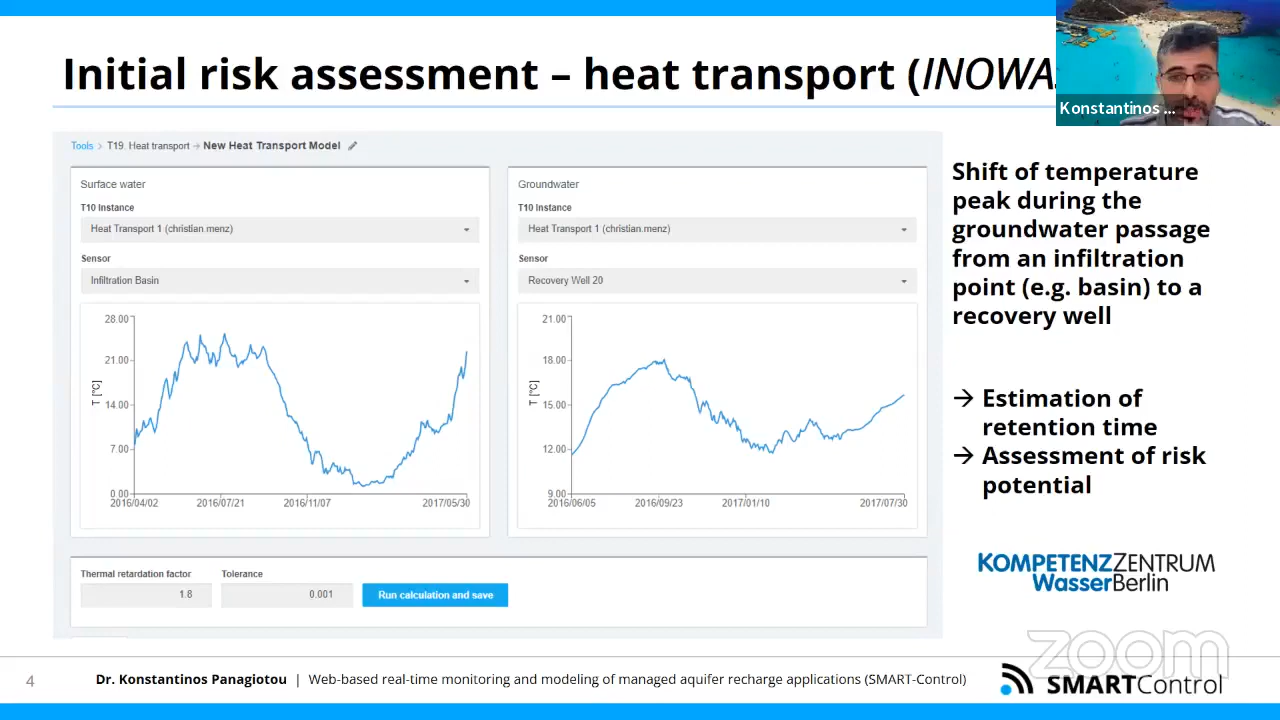 Initial risk assessment – heat transport (INOWA
Konstantinos ...
Tools > T19. Heat transport → New Heat Transport Model
Surface water
T10 Instance
Heat Transport 1 (christian.menz)
Sensor
Infiltration Basin
28.00
21.00
14.00
7.00
0.00
T [°C]
2016/04/02 2016/07/21 2016/11/07 2017/05/30
Groundwater
T10 Instance
Heat Transport 1 (christian.menz)
Sensor
Recovery Well 20
21.00
18.00
15.00
12.00
9.00
T [°C]
2016/06/05 2016/09/23 2017/01/10 2017/07/30
Thermal retardation factor
1.8
Tolerance
0.001
Run calculation and save
Shift of temperature
peak during the
groundwater passage
from an infiltration
point (e.g. basin) to a
recovery well
→ Estimation of
retention time
→ Assessment of risk
potential
KOMPETENZZENTRUM
WasserBerlin
zoom
4
Dr. Konstantinos Panagiotou | Web-based real-time monitoring and modeling of managed aquifer recharge applications (SMART-Control)
SMARTControl